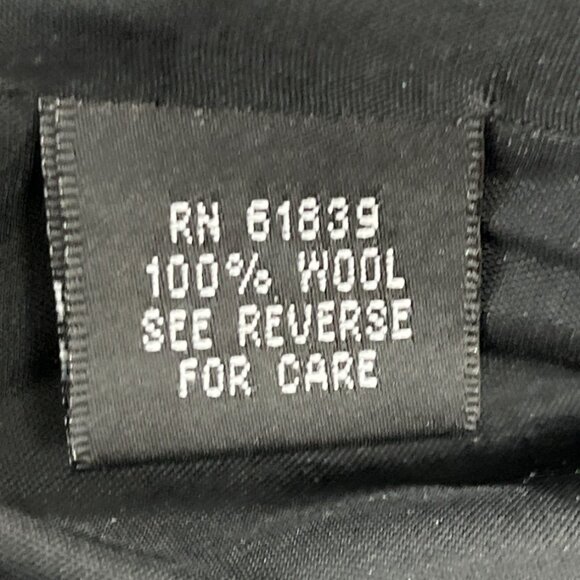 RN 61839
100% WOOL
SEE REVERSE
FOR CARE